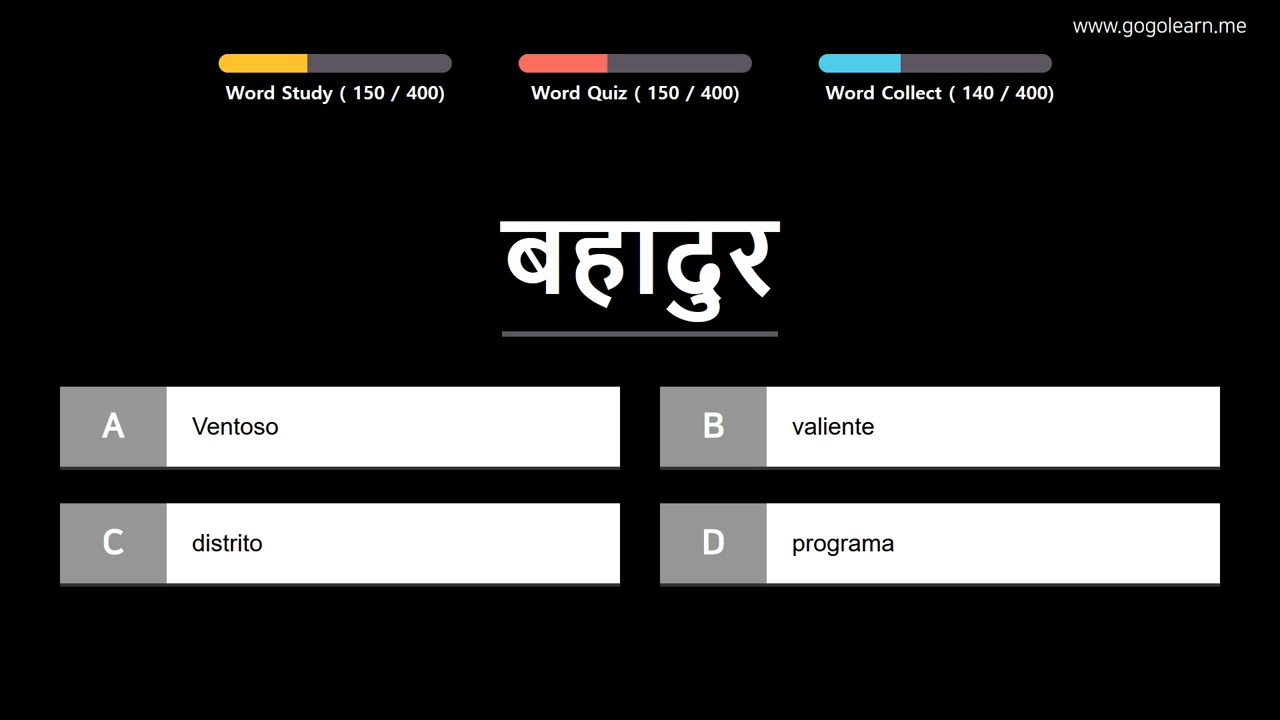 www.gogolearn.me
Word Study ( 150 / 400)
Word Quiz ( 150 / 400)
Word Collect ( 140 / 400)
बहादुर
A Ventoso
B valiente
C distrito
D programa